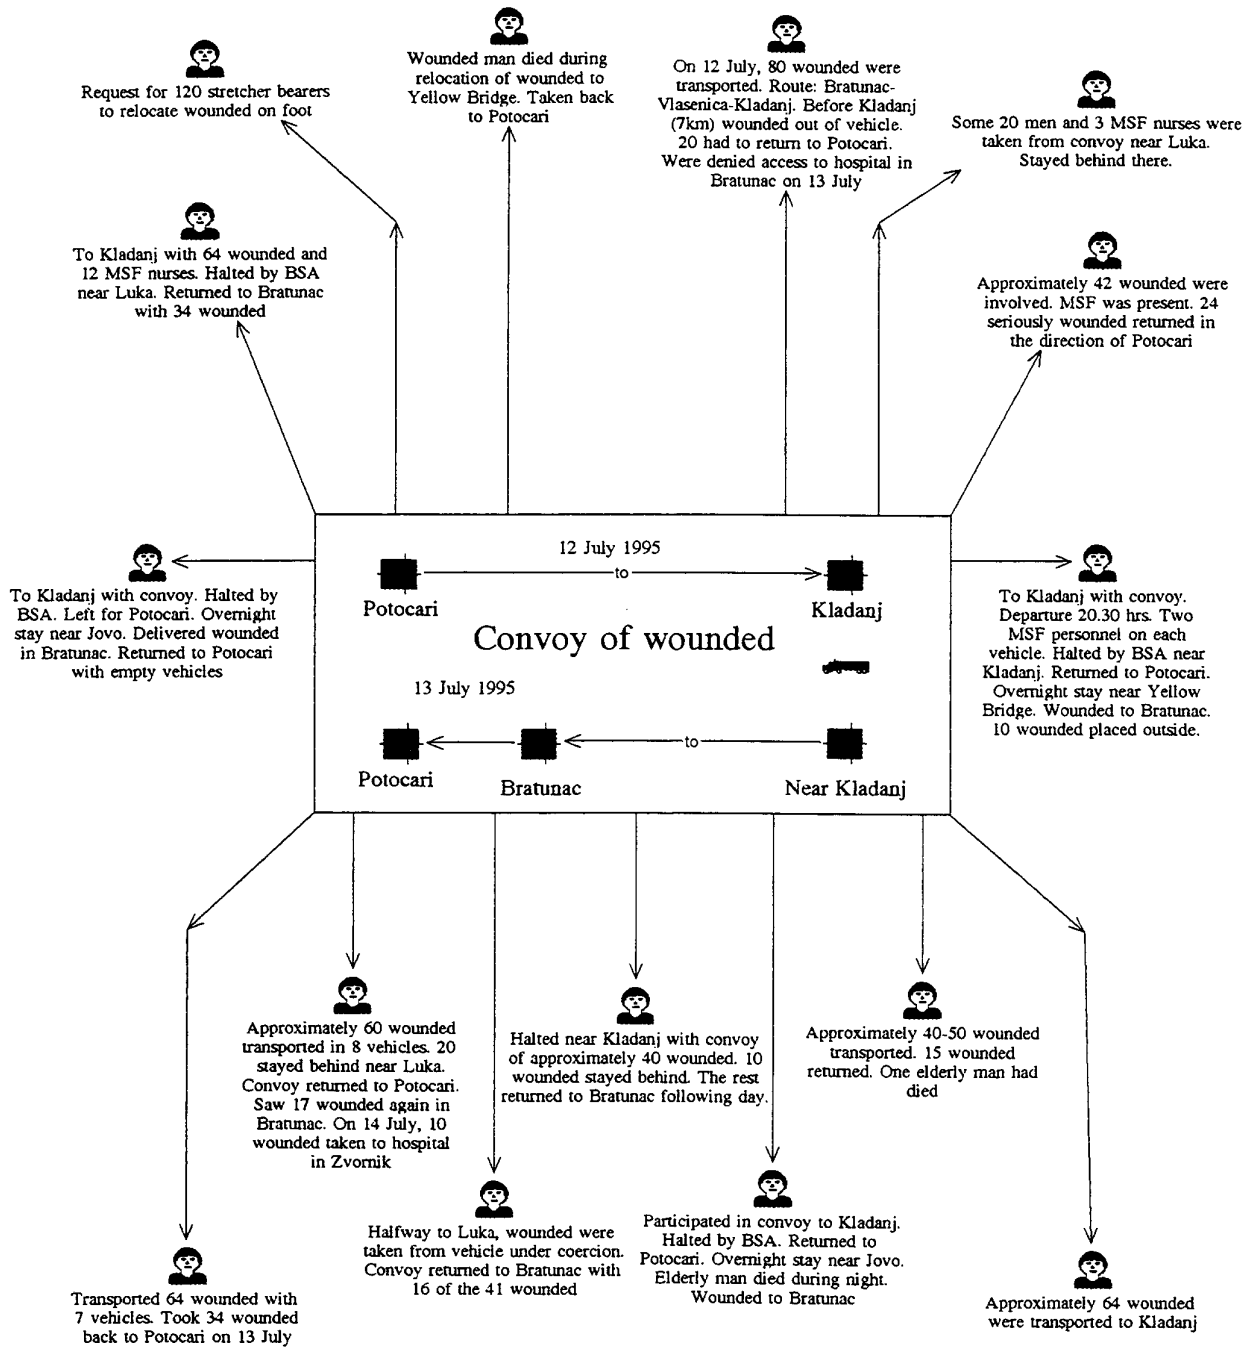 Request for 120 stretcher bearers
to relocate wounded on foot
Wounded man died during
relocation of wounded to
Yellow Bridge. Taken back
to Potocari
On 12 July, 80 wounded were
transported. Route: Bratunac-
Vlasenica-Kladanj. Before Kladanj
(7km) wounded out of vehicle.
20 had to return to Potocari.
Were denied access to hospital in
Bratunac on 13 July
Some 20 men and 3 MSF nurses were
taken from convoy near Luka.
Stayed behind there.
To Kladanj with 64 wounded and
12 MSF nurses. Halted by BSA
near Luka. Returned to Bratunac
with 34 wounded
Approximately 42 wounded were
involved. MSF was present. 24
seriously wounded returned in
the direction of Potocari
To Kladanj with convoy. Halted by
BSA. Left for Potocari. Overnight
stay near Jovo. Delivered wounded
in Bratunac. Returned to Potocari
with empty vehicles
12 July 1995
to
Potocari
Kladanj
Convoy of wounded
13 July 1995
to
Potocari
Bratunac
Near Kladanj
To Kladanj with convoy.
Departure 20.30 hrs. Two
MSF personnel on each
vehicle. Halted by BSA near
Kladanj. Returned to Potocari.
Overnight stay near Yellow
Bridge. Wounded to Bratunac.
10 wounded placed outside.
Approximately 60 wounded
transported in 8 vehicles. 20
stayed behind near Luka.
Convoy returned to Potocari.
Saw 17 wounded again in
Bratunac. On 14 July, 10
wounded taken to hospital
in Zvornik
Halted near Kladanj with convoy
of approximately 40 wounded. 10
wounded stayed behind. The rest
returned to Bratunac following day.
Approximately 40-50 wounded
transported. 15 wounded
returned. One elderly man had
died
Halfway to Luka, wounded were
taken from vehicle under coercion.
Convoy returned to Bratunac with
16 of the 41 wounded
Participated in convoy to Kladanj.
Halted by BSA. Returned to
Potocari. Overnight stay near Jovo.
Elderly man died during night.
Wounded to Bratunac
Transported 64 wounded with
7 vehicles. Took 34 wounded
back to Potocari on 13 July
Approximately 64 wounded
were transported to Kladanj